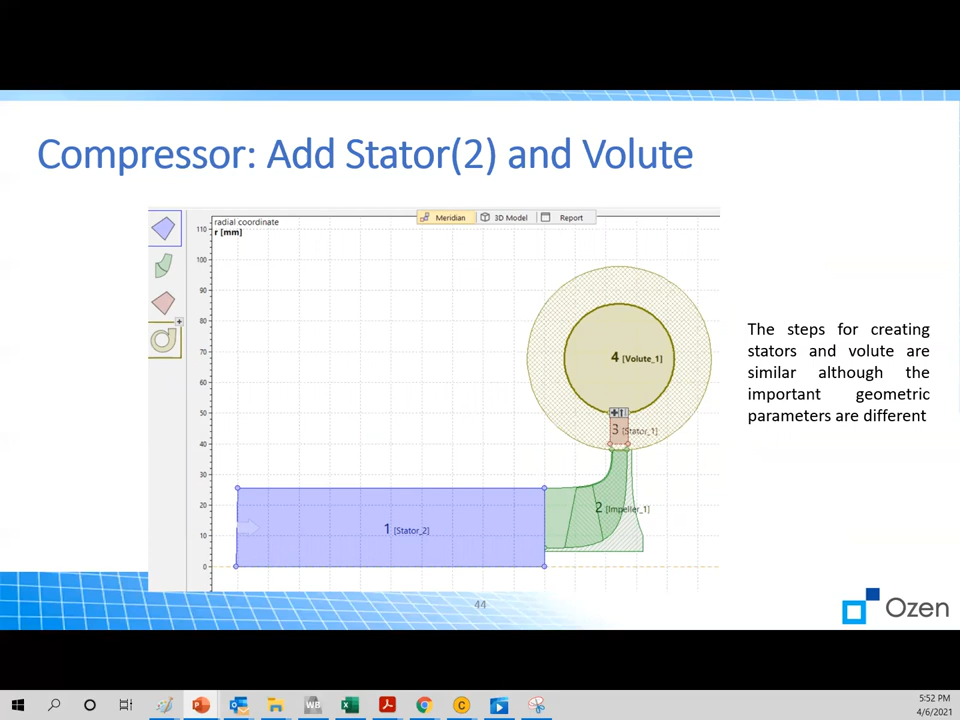 Compressor: Add Stator(2) and Volute
Meridian
3D Model
Report
radial coordinate
r [mm]
110
100
90
80
70
60
50
40
30
20
10
0
4 [Volute_1]
3 [Stator_1]
2 [Impeller_1]
1 [Stator_2]
The steps for creating
stators and volute are
similar although the
important geometric
parameters are different
44
Ozen
WB
5:52 PM
4/6/2021